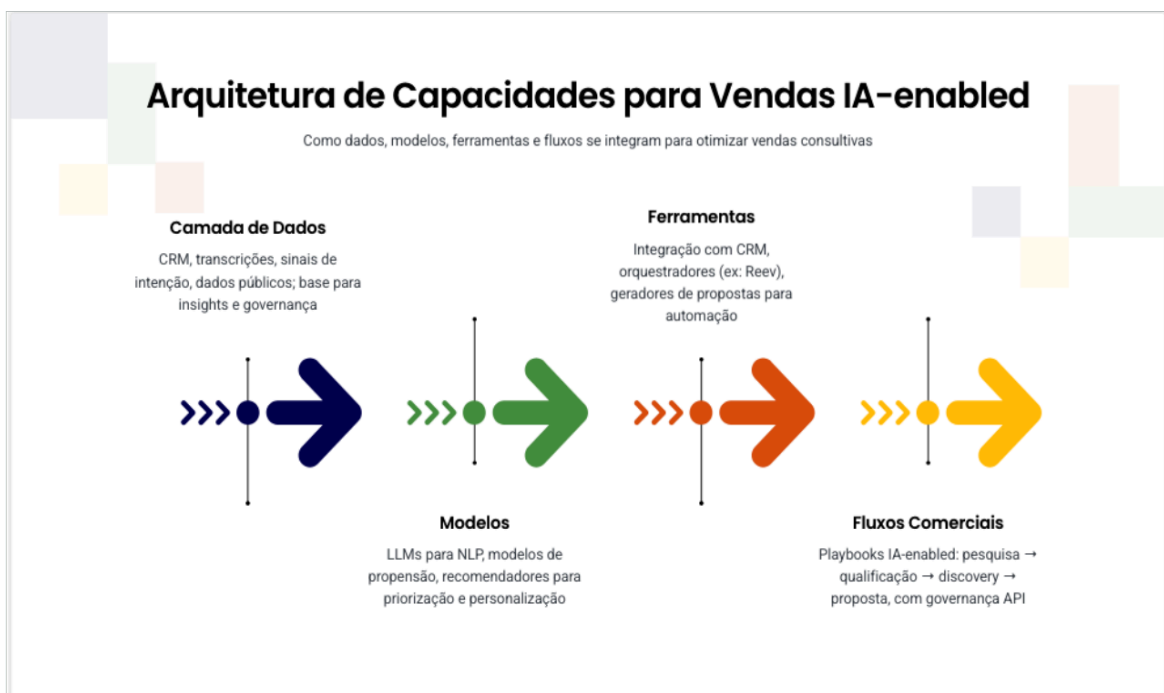 Arquitetura de Capacidades para Vendas IA-enabled
Como dados, modelos, ferramentas e fluxos se integram para otimizar vendas consultivas
Camada de Dados
CRM, transcrições, sinais de
intenção, dados públicos; base para
insights e governança
Modelos
LLMs para NLP, modelos de
propensão, recomendadores para
priorização e personalização
Ferramentas
Integração com CRM,
orquestradores (ex: Reev),
geradores de propostas para
automação
Fluxos Comerciais
Playbooks IA-enabled: pesquisa →
qualificação → discovery →
proposta, com governança API